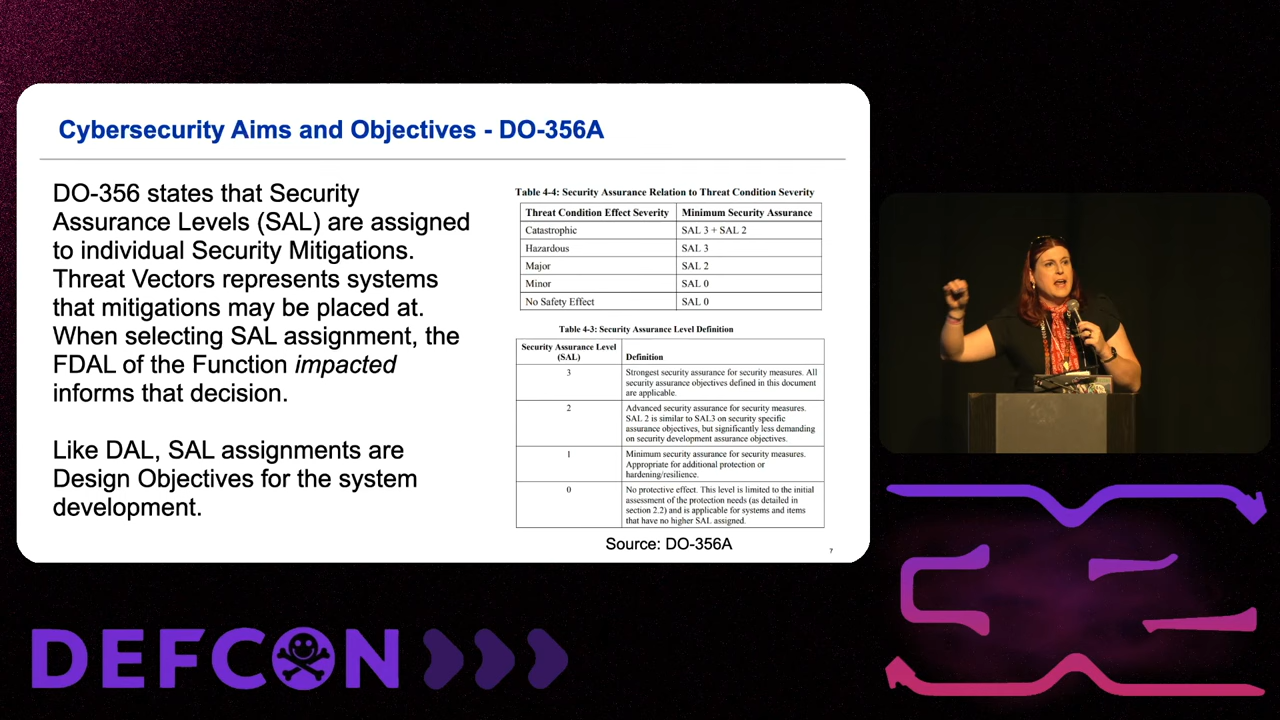 Cybersecurity Aims and Objectives - DO-356A
DO-356 states that Security
Assurance Levels (SAL) are assigned
to individual Security Mitigations.
Threat Vectors represents systems
that mitigations may be placed at.
When selecting SAL assignment, the
FDAL of the Function impacted
informs that decision.
Like DAL, SAL assignments are
Design Objectives for the system
development.
Table 4-4: Security Assurance Relation to Threat Condition Severity
Threat Condition Effect Severity Minimum Security Assurance
Catastrophic SAL 3 + SAL 2
Hazardous SAL 3
Major SAL 2
Minor SAL 0
No Safety Effect SAL 0
Table 4-3: Security Assurance Level Definition
Security Assurance Level
(SAL) Definition
3 Strongest security assurance for security measures. All
security assurance objectives defined in this document
are applicable.
2 Advanced security assurance for security measures.
SAL 2 is similar to SAL3 on security specific
assurance objectives, but significantly less demanding
on security development assurance objectives.
1 Minimum security assurance for security measures.
Appropriate for additional protection or
hardening/resilience.
0 No protective effect. This level is limited to the initial
assessment of the protection needs (as detailed in
section 2.2) and is applicable for systems and items
that have no higher SAL assigned.
Source: DO-356A
7
DEFCON